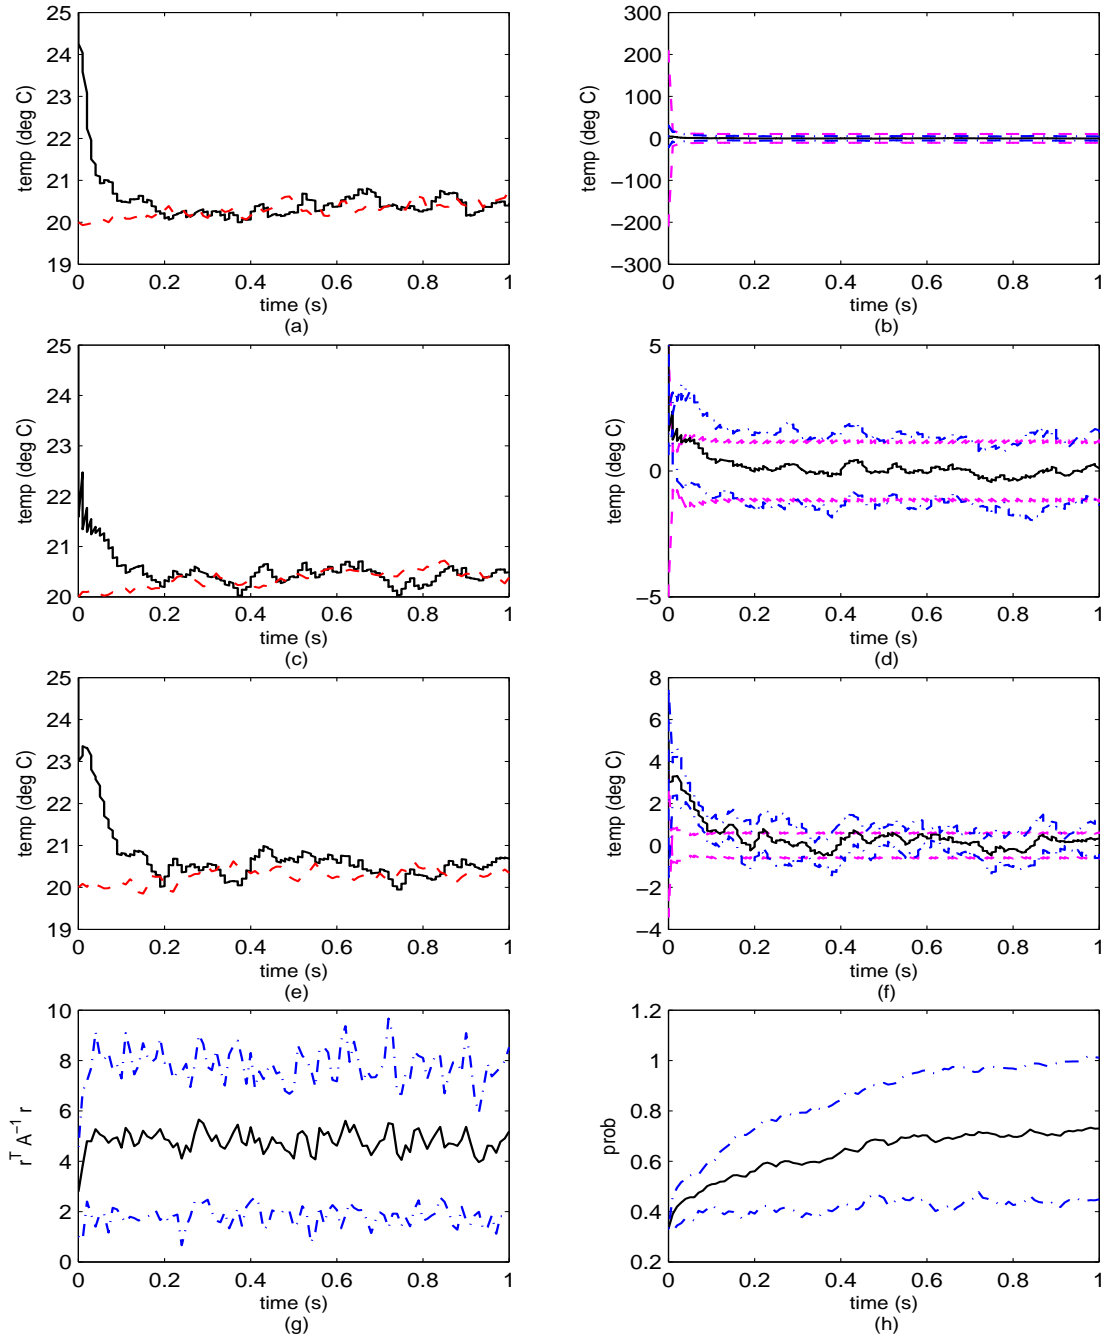 25
24
23
22
21
20
19
temp (deg C)
0 0.2 0.4 0.6 0.8 1
time (s)
(a)
300
200
100
0
−100
−200
−300
temp (deg C)
0 0.2 0.4 0.6 0.8 1
time (s)
(b)
25
24
23
22
21
20
temp (deg C)
0 0.2 0.4 0.6 0.8 1
time (s)
(c)
5
0
−5
temp (deg C)
0 0.2 0.4 0.6 0.8 1
time (s)
(d)
25
24
23
22
21
20
19
temp (deg C)
0 0.2 0.4 0.6 0.8 1
time (s)
(e)
8
6
4
2
0
−2
−4
temp (deg C)
0 0.2 0.4 0.6 0.8 1
time (s)
(f)
10
8
6
4
2
0
r^T A^−1 r
0 0.2 0.4 0.6 0.8 1
time (s)
(g)
1.2
1
0.8
0.6
0.4
0.2
prob
0 0.2 0.4 0.6 0.8 1
time (s)
(h)